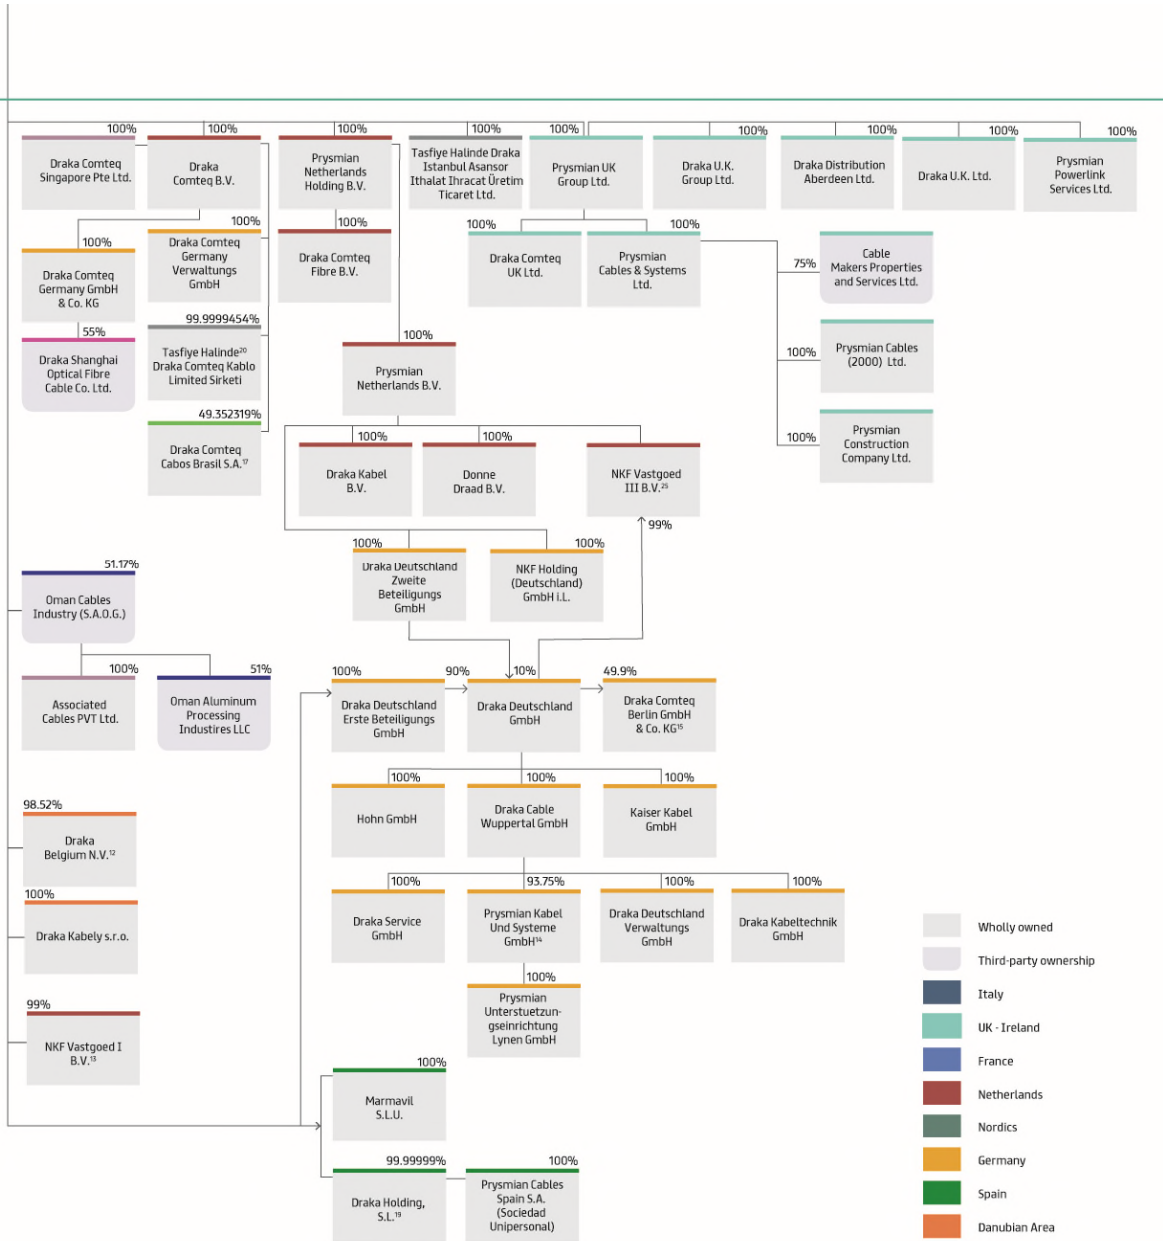 100%
Draka Comteq
Singapore Pte Ltd.
100%
Draka
Comteq B.V.
100%
Prysmian
Netherlands
Holding B.V.
100%
Tasfiye Halinde Draka
Istanbul Asansor
Ithalat Ihracat Üretim
Ticaret Ltd.
100%
Prysmian UK
Group Ltd.
100%
Draka U.K.
Group Ltd.
100%
Draka Distribution
Aberdeen Ltd.
100%
Draka U.K. Ltd.
100%
Prysmian
Powerlink
Services Ltd.
100%
Draka Comteq
Germany GmbH
& Co. KG
100%
Draka Comteq
Germany
Verwaltungs
GmbH
100%
Draka Comteq
Fibre B.V.
100%
Draka Comteq
UK Ltd.
100%
Prysmian
Cables & Systems
Ltd.
75%
Cable
Makers Properties
and Services Ltd.
55%
Draka Shanghai
Optical Fibre
Cable Co. Ltd.
99.9999454%
Tasfiye Halinde20
Draka Comteq Kablo
Limited Sirketi
100%
Prysmian
Netherlands B.V.
100%
Prysmian Cables
(2000) Ltd.
49.352319%
Draka Comteq
Cabos Brasil S.A.17
100%
Draka Kabel
B.V.
100%
Donne
Draad B.V.
100%
NKF Vastgoed
III B.V.25
99%
100%
Prysmian
Construction
Company Ltd.
100%
Draka Deutschland
Zweite
Beteiligungs
GmbH
100%
NKF Holding
(Deutschland)
GmbH i.L.
51.17%
Oman Cables
Industry (S.A.O.G.)
100%
Associated
Cables PVT Ltd.
51%
Oman Aluminum
Processing
Industires LLC
100%
Draka Deutschland
Erste Beteiligungs
GmbH
90%
10%
Draka Deutschland
GmbH
49.9%
Draka Comteq
Berlin GmbH
& Co. KG15
100%
Hohn GmbH
100%
Draka Cable
Wuppertal GmbH
100%
Kaiser Kabel
GmbH
98.52%
Draka
Belgium N.V.12
100%
Draka Kabely s.r.o.
99%
NKF Vastgoed I
B.V.13
100%
Draka Service
GmbH
93.75%
Prysmian Kabel
Und Systeme
GmbH14
100%
Draka Deutschland
Verwaltungs
GmbH
100%
Draka Kabeltechnik
GmbH
100%
Prysmian
Unterstuetzun-
gseinrichtung
Lynen GmbH
100%
Marmavil
S.L.U.
99.99999%
Draka Holding,
S.L.19
100%
Prysmian Cables
Spain S.A.
(Sociedad
Unipersonal)
Wholly owned
Third-party ownership
Italy
UK - Ireland
France
Netherlands
Nordics
Germany
Spain
Danubian Area